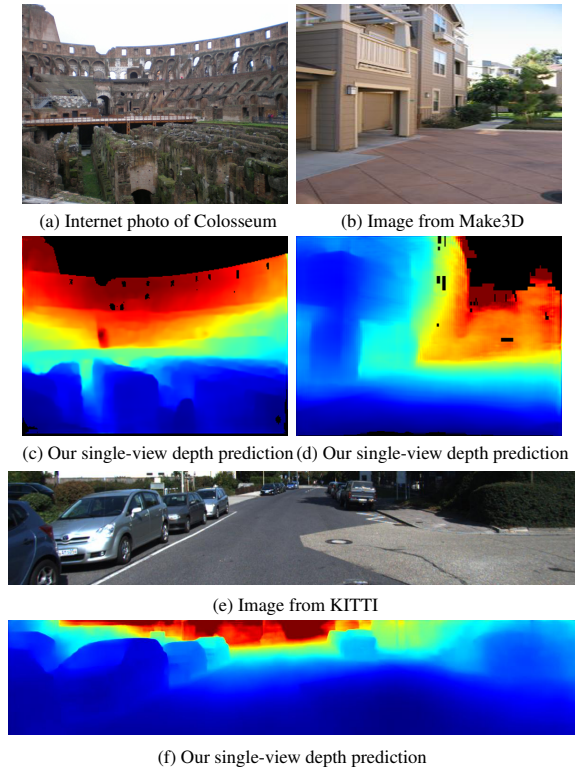 (a) Internet photo of Colosseum
(b) Image from Make3D
(c) Our single-view depth prediction
(d) Our single-view depth prediction
(e) Image from KITTI
(f) Our single-view depth prediction